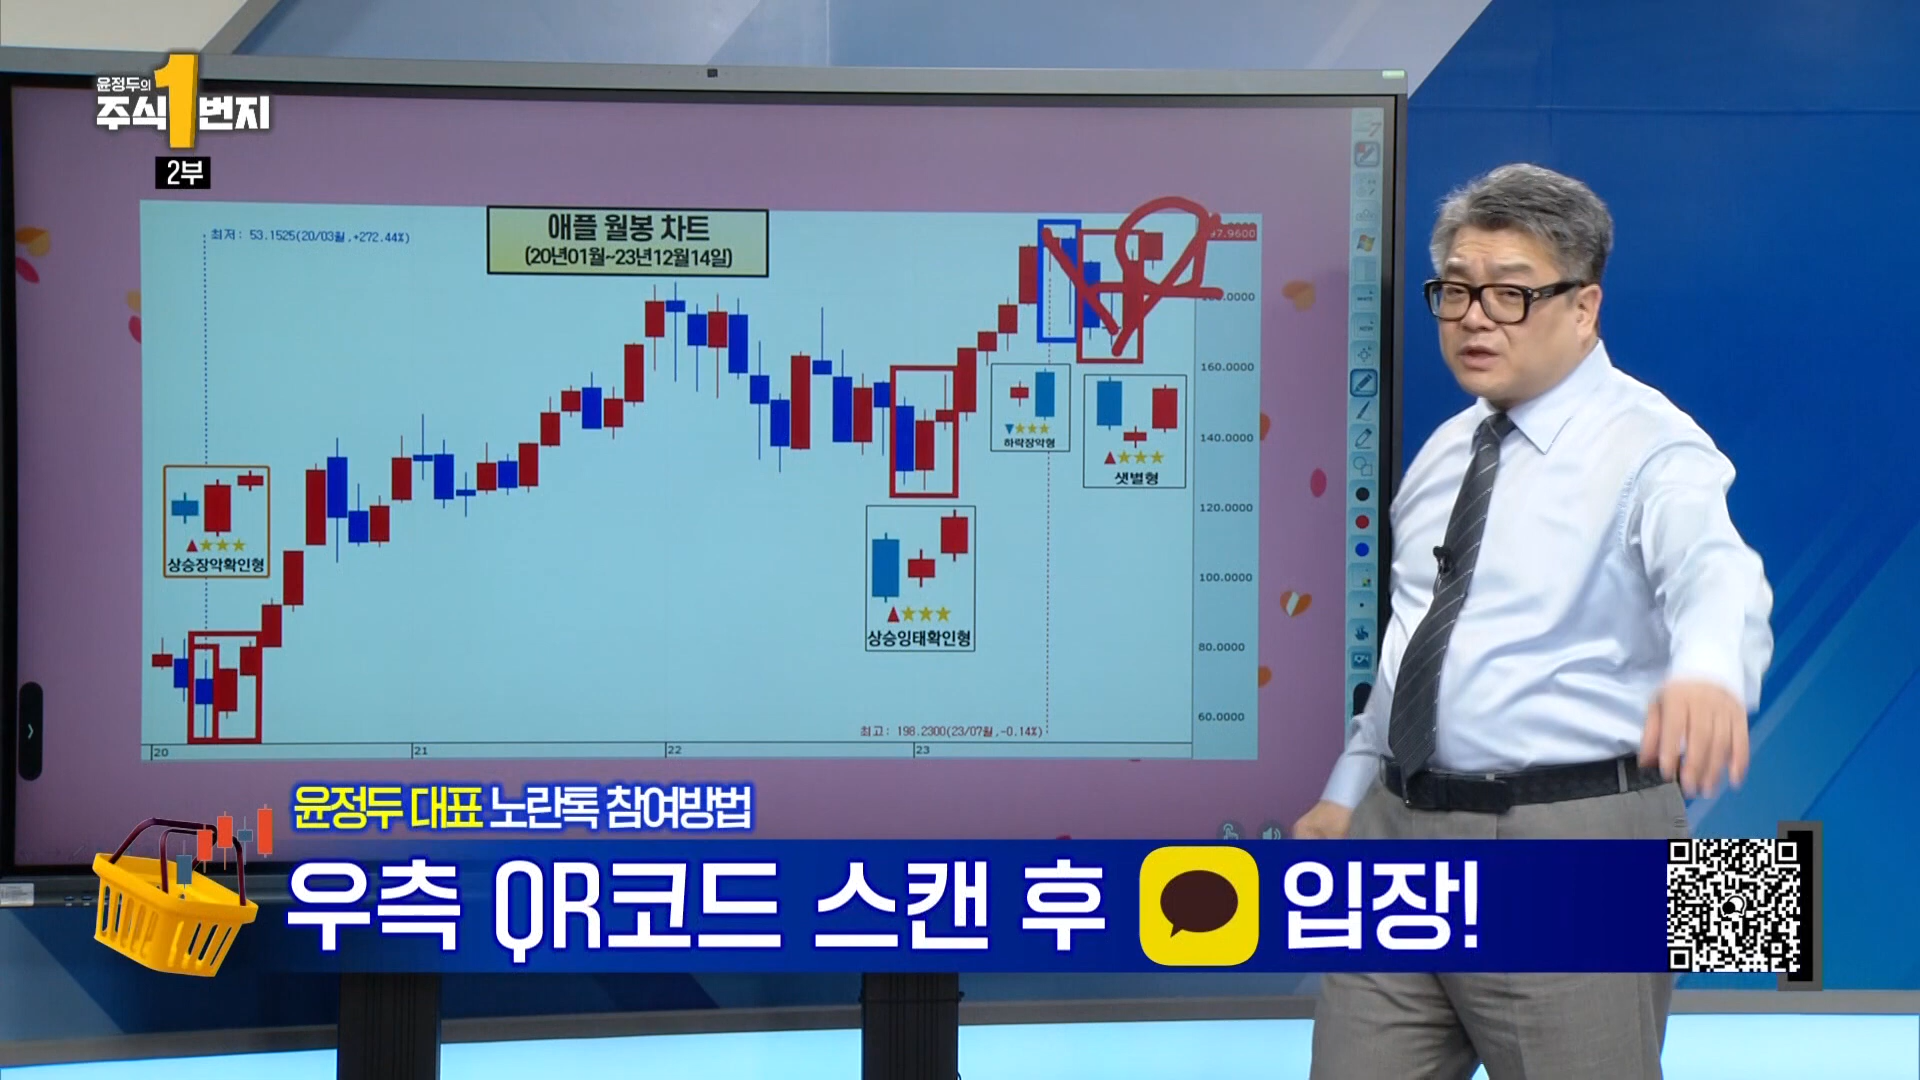 윤정두의
주식1번지
2부
애플 월봉 차트
(20년01월~23년12월14일)
최저: 53.1525(20/03월,+272.44%)
97.9600
180.0000
160.0000
140.0000
120.0000
100.0000
80.0000
60.0000
▼★★★
하락장악형
▲★★★
샛별형
▲★★★
상승장악확인형
▲★★★
상승잉태확인형
최고: 198.2300(23/07월,-0.14%)
20
21
22
23
윤정두 대표 노란톡 참여방법
우측 QR코드 스캔 후 입장!